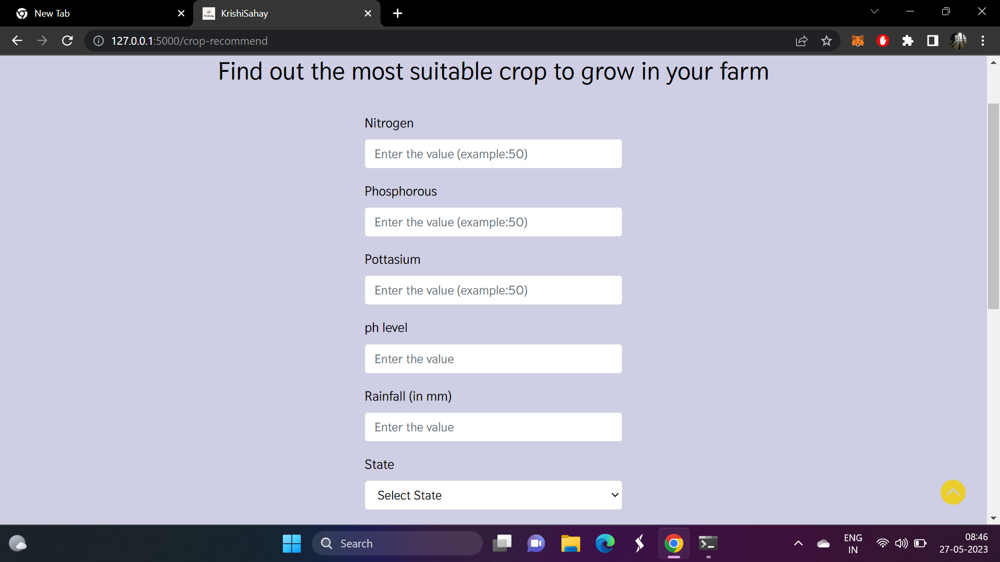 New Tab
KrishiSahay
127.0.0.1:5000/crop-recommend
Find out the most suitable crop to grow in your farm
Nitrogen
Enter the value (example:50)
Phosphorous
Enter the value (example:50)
Pottasium
Enter the value (example:50)
ph level
Enter the value
Rainfall (in mm)
Enter the value
State
Select State
Search
ENG
IN
08:46
27-05-2023